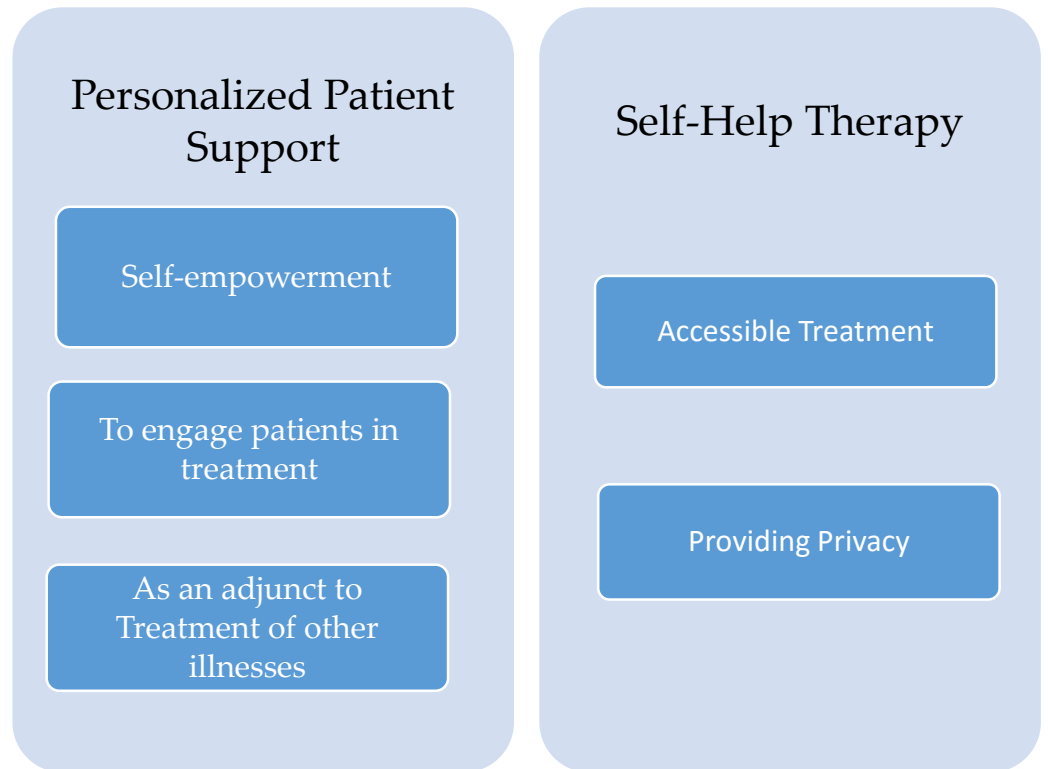 Personalized Patient
Support
Self-empowerment
To engage patients in
treatment
As an adjunct to
Treatment of other
illnesses
Self-Help Therapy
Accessible Treatment
Providing Privacy